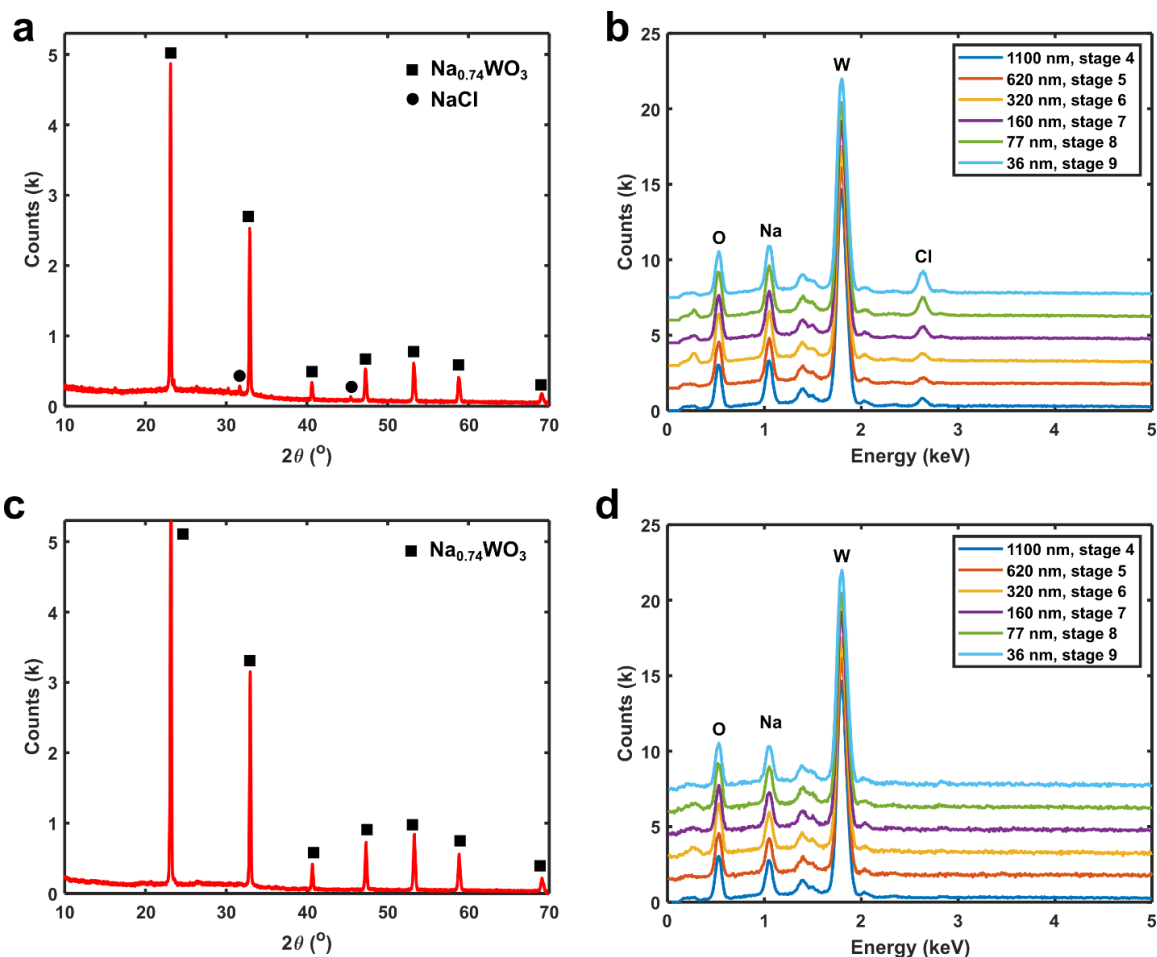 a
Na0.74WO3
NaCl
Counts (k)
5
4
3
2
1
0
10 20 30 40 50 60 70
2θ (o)
b
Counts (k)
25
20
15
10
5
0
O
Na
W
Cl
1100 nm, stage 4
620 nm, stage 5
320 nm, stage 6
160 nm, stage 7
77 nm, stage 8
36 nm, stage 9
0 1 2 3 4 5
Energy (keV)
c
Na0.74WO3
Counts (k)
5
4
3
2
1
0
10 20 30 40 50 60 70
2θ (o)
d
Counts (k)
25
20
15
10
5
0
O
Na
W
1100 nm, stage 4
620 nm, stage 5
320 nm, stage 6
160 nm, stage 7
77 nm, stage 8
36 nm, stage 9
0 1 2 3 4 5
Energy (keV)